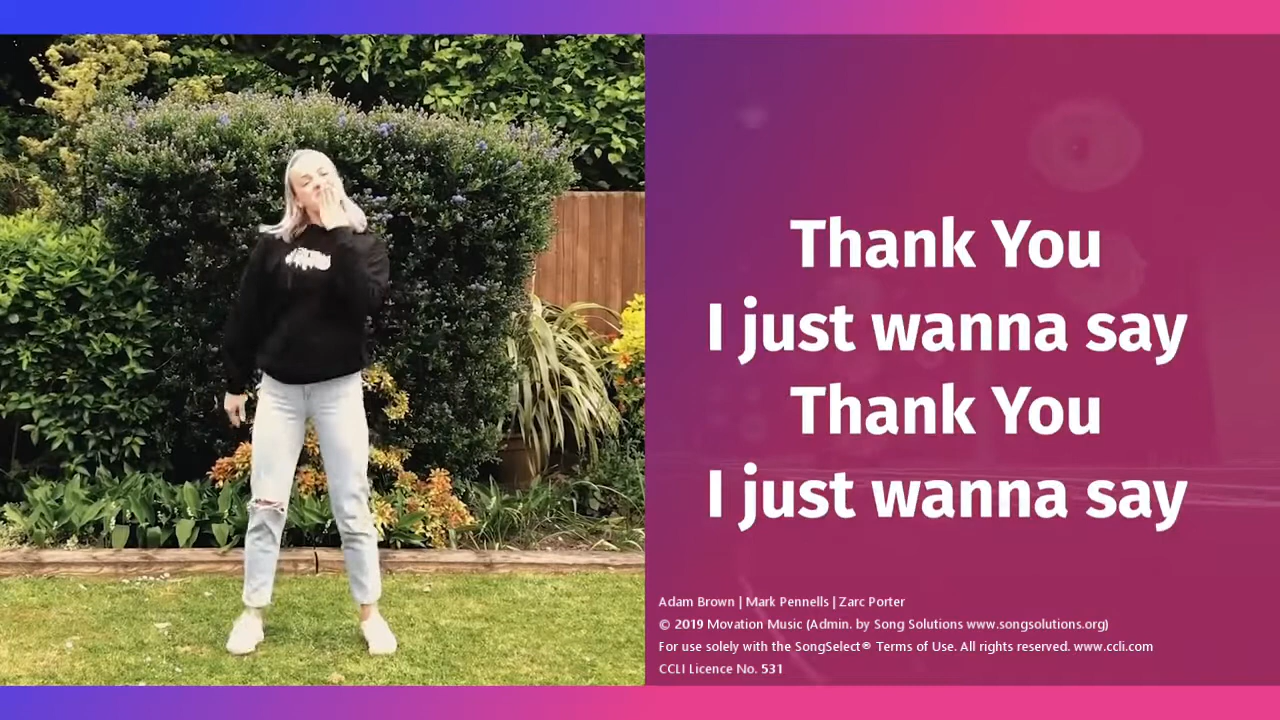 Thank You
I just wanna say
Thank You
I just wanna say
Adam Brown | Mark Pennells | Zarc Porter
© 2019 Movation Music (Admin. by Song Solutions www.songsolutions.org)
For use solely with the SongSelect® Terms of Use. All rights reserved. www.ccli.com
CCLI Licence No. 531